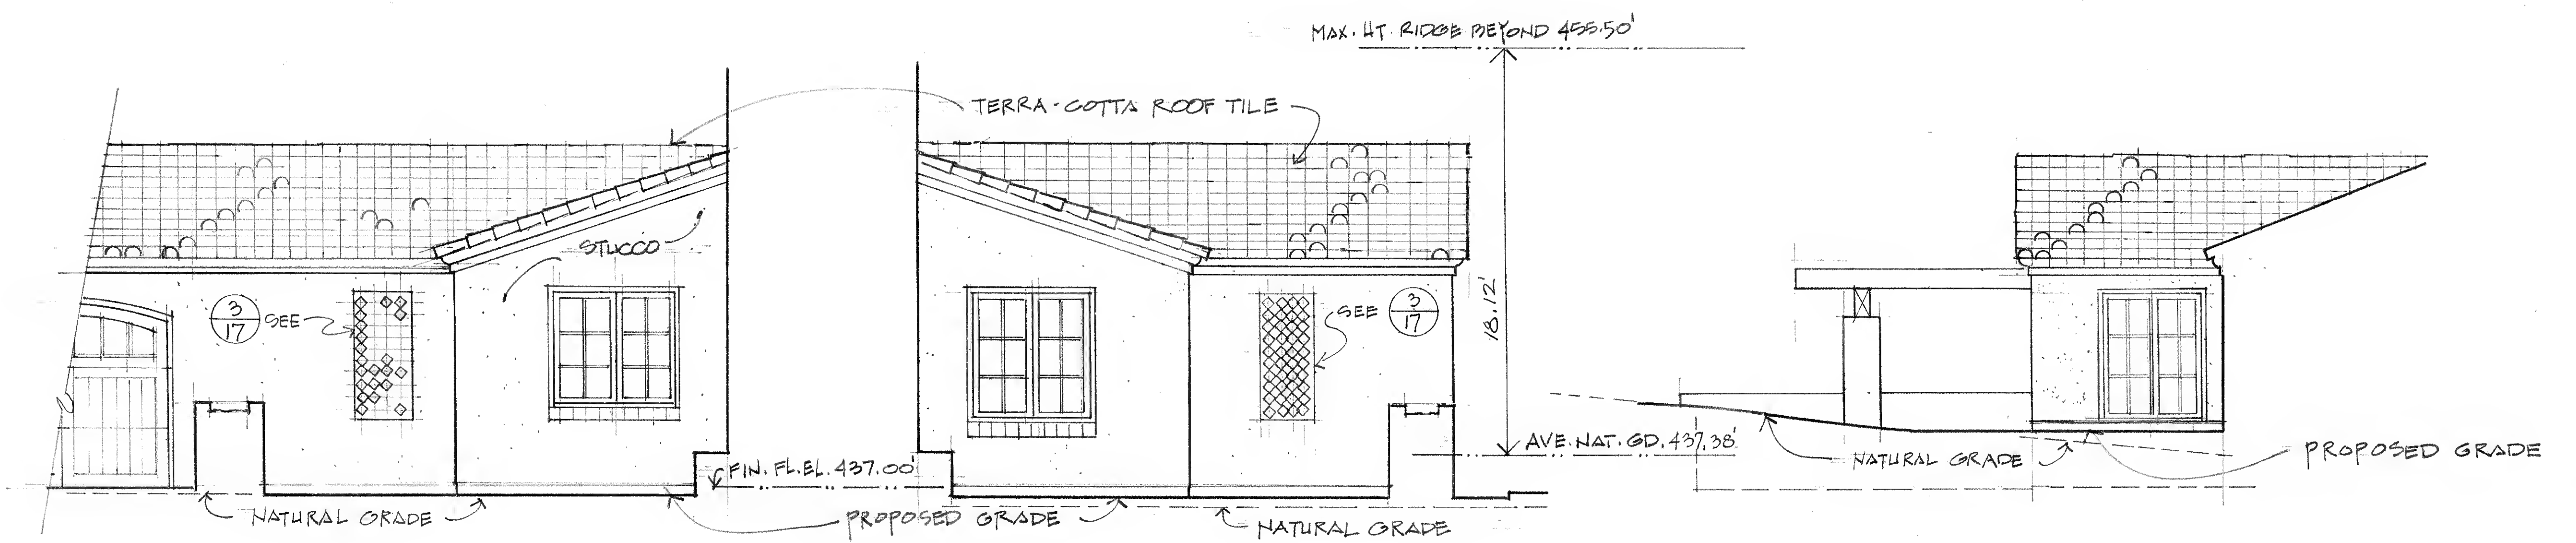 MAX. HT. RIDGE BEYOND 455.50'
TERRA-COTTA ROOF TILE
STUCCO
3
17
SEE
SEE
3
17
18.12'
AVE. NAT. GD. 437.38'
FIN. FL. EL. 437.00'
NATURAL GRADE
PROPOSED GRADE
NATURAL GRADE
NATURAL GRADE
PROPOSED GRADE